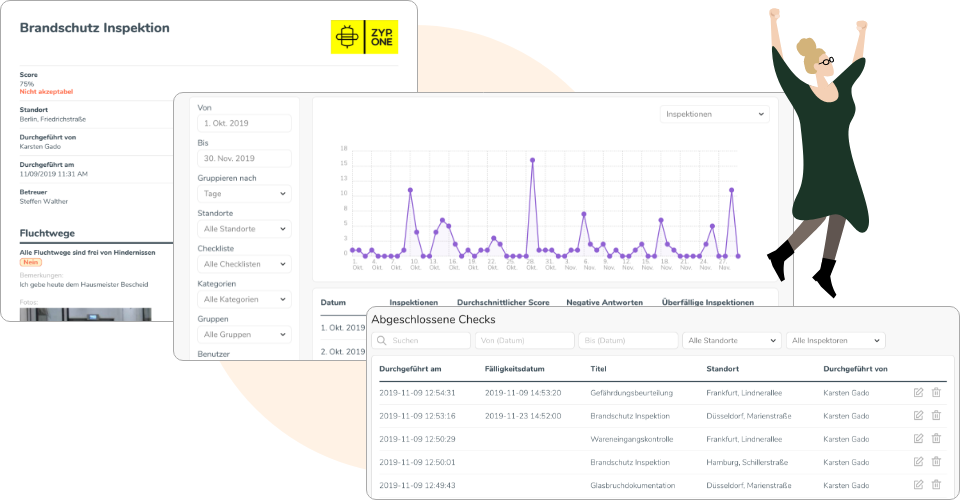 Brandschutz Inspektion
ZYP.
ONE
Score
75%
Nicht akzeptabel
Standort
Berlin, Friedrichstraße
Durchgeführt von
Karsten Gado
Durchgeführt am
11/09/2019 11:31 AM
Betreuer
Steffen Walther
Fluchtwege
Alle Fluchtwege sind frei von Hindernissen
Nein
Bemerkungen:
Ich gebe heute dem Hausmeister Bescheid
Fotos:
Von
1. Okt. 2019
Bis
30. Nov. 2019
Gruppieren nach
Tage
Standorte
Alle Standorte
Checkliste
Alle Checklisten
Kategorien
Alle Kategorien
Gruppen
Alle Gruppen
Benutzer
Inspektionen
18
15
13
10
8
5
3
0
1. Okt.
4. Okt.
7. Okt.
10. Okt.
13. Okt.
16. Okt.
19. Okt.
22. Okt.
25. Okt.
28. Okt.
31. Okt.
3. Nov.
6. Nov.
9. Nov.
12. Nov.
15. Nov.
18. Nov.
21. Nov.
24. Nov.
27. Nov.
Datum Inspektionen Durchschnittlicher Score Negative Antworten Überfällige Inspektionen
1. Okt. 2019
2. Okt. 2019
Abgeschlossene Checks
Suchen Von (Datum) Bis (Datum) Alle Standorte Alle Inspektoren
Durchgeführt am Fälligkeitsdatum Titel Standort Durchgeführt von
2019-11-09 12:54:31 2019-11-09 14:53:20 Gefährdungsbeurteilung Frankfurt, Lindnerallee Karsten Gado
2019-11-09 12:53:16 2019-11-23 14:52:00 Brandschutz Inspektion Düsseldorf, Marienstraße Karsten Gado
2019-11-09 12:50:29 Wareneingangskontrolle Frankfurt, Lindnerallee Karsten Gado
2019-11-09 12:50:01 Brandschutz Inspektion Hamburg, Schillerstraße Karsten Gado
2019-11-09 12:49:43 Glasbruchdokumentation Düsseldorf, Marienstraße Karsten Gado